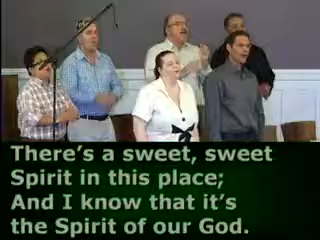 There's a sweet, sweet
Spirit in this place;
And I know that it's
the Spirit of our God.